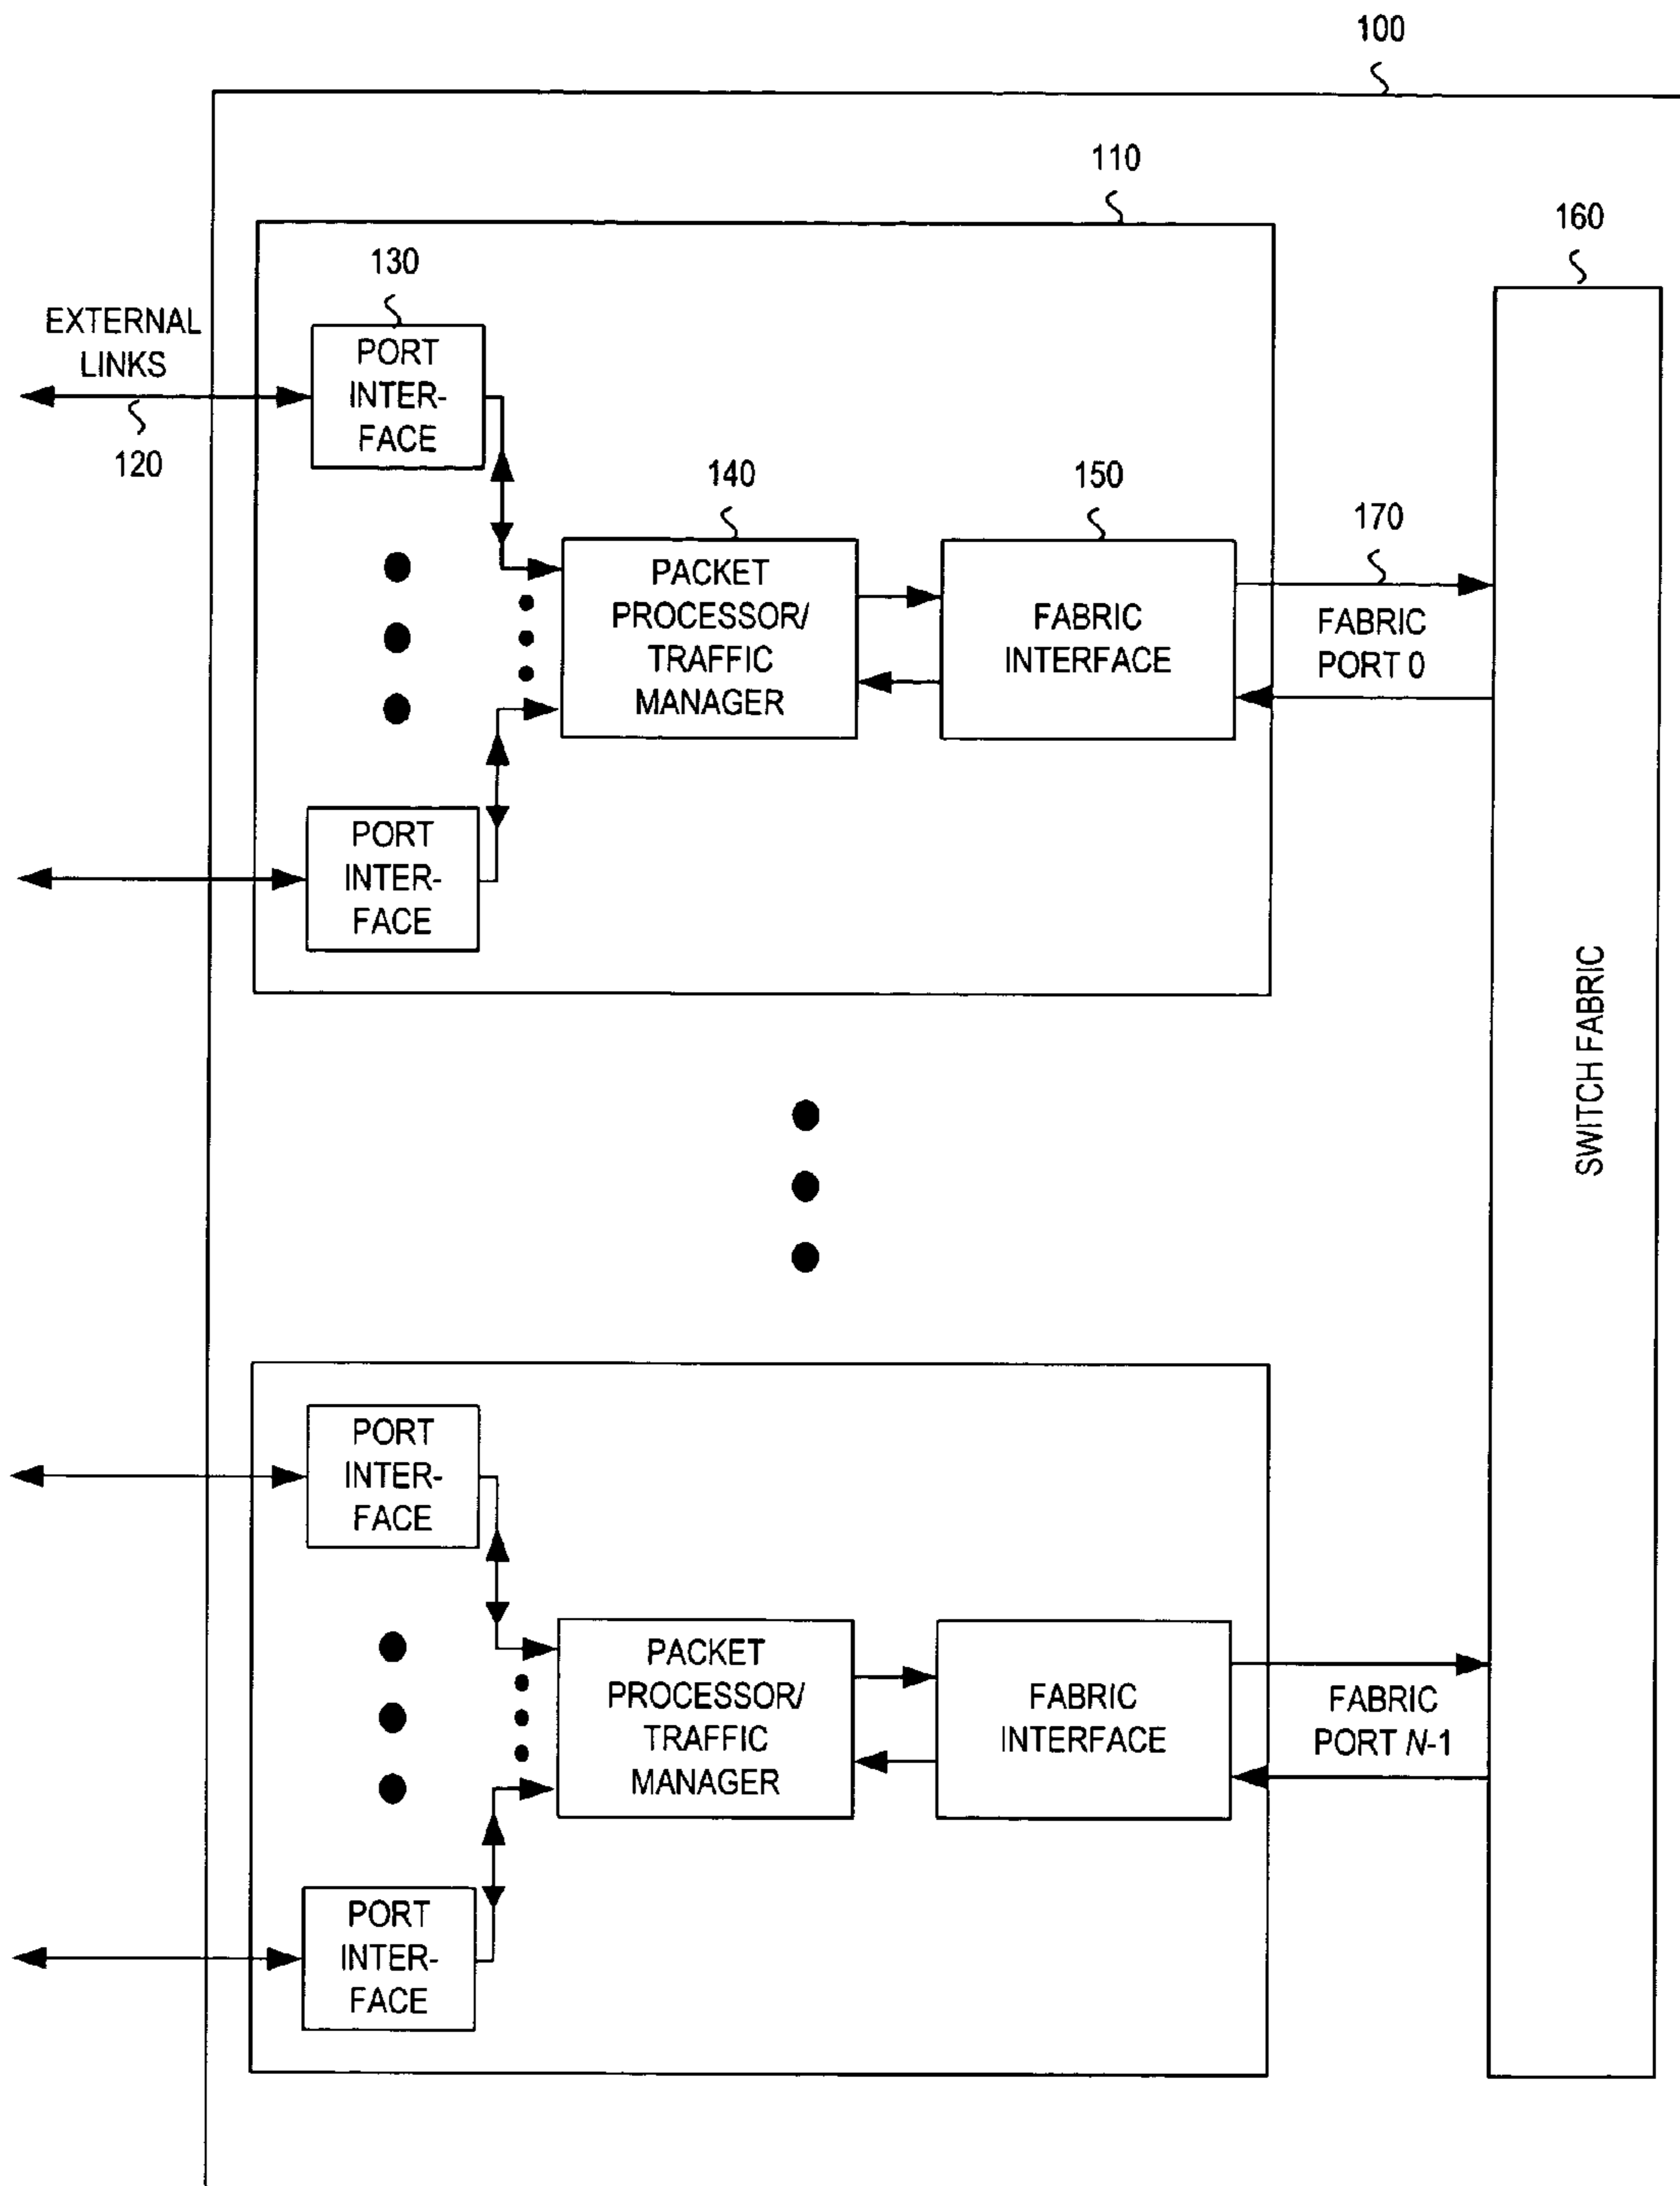 100
110
160
130
EXTERNAL
LINKS
120
PORT
INTER-
FACE
140
150
170
PACKET
PROCESSOR/
TRAFFIC
MANAGER
FABRIC
INTERFACE
FABRIC
PORT 0
PORT
INTER-
FACE
SWITCH FABRIC
PORT
INTER-
FACE
PACKET
PROCESSOR/
TRAFFIC
MANAGER
FABRIC
INTERFACE
FABRIC
PORT N-1
PORT
INTER-
FACE